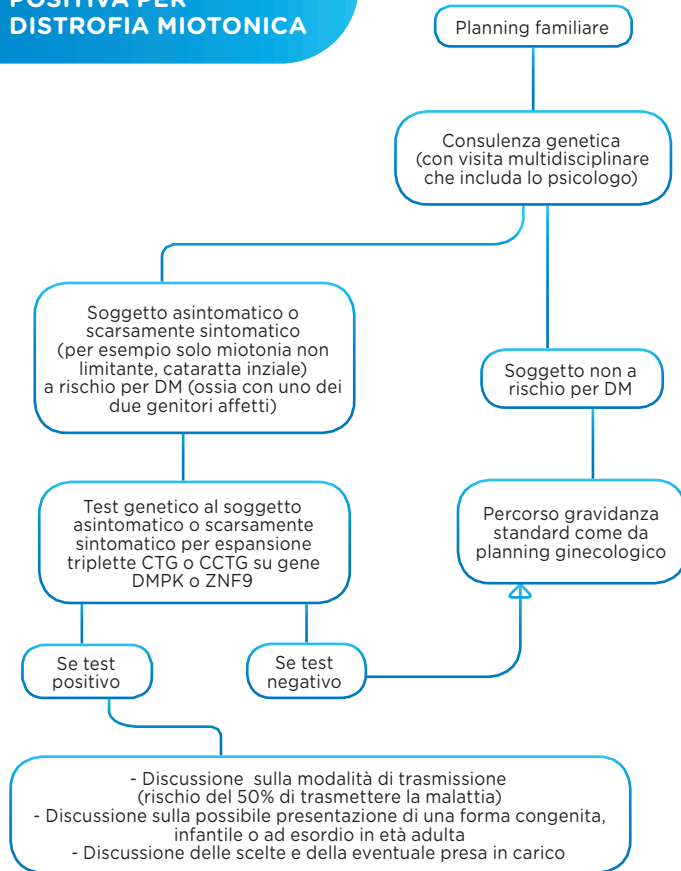 POSITIVA PER
DISTROFIA MIOTONICA
Planning familiare
Consulenza genetica
(con visita multidisciplinare
che includa lo psicologo)
Soggetto asintomatico o
scarsamente sintomatico
(per esempio solo miotonia non
limitante, cataratta inziale)
a rischio per DM (ossia con uno dei
due genitori affetti)
Soggetto non a
rischio per DM
Test genetico al soggetto
asintomatico o scarsamente
sintomatico per espansione
triplette CTG o CCTG su gene
DMPK o ZNF9
Percorso gravidanza
standard come da
planning ginecologico
Se test
positivo
Se test
negativo
- Discussione sulla modalità di trasmissione
(rischio del 50% di trasmettere la malattia)
- Discussione sulla possibile presentazione di una forma congenita,
infantile o ad esordio in età adulta
- Discussione delle scelte e della eventuale presa in carico